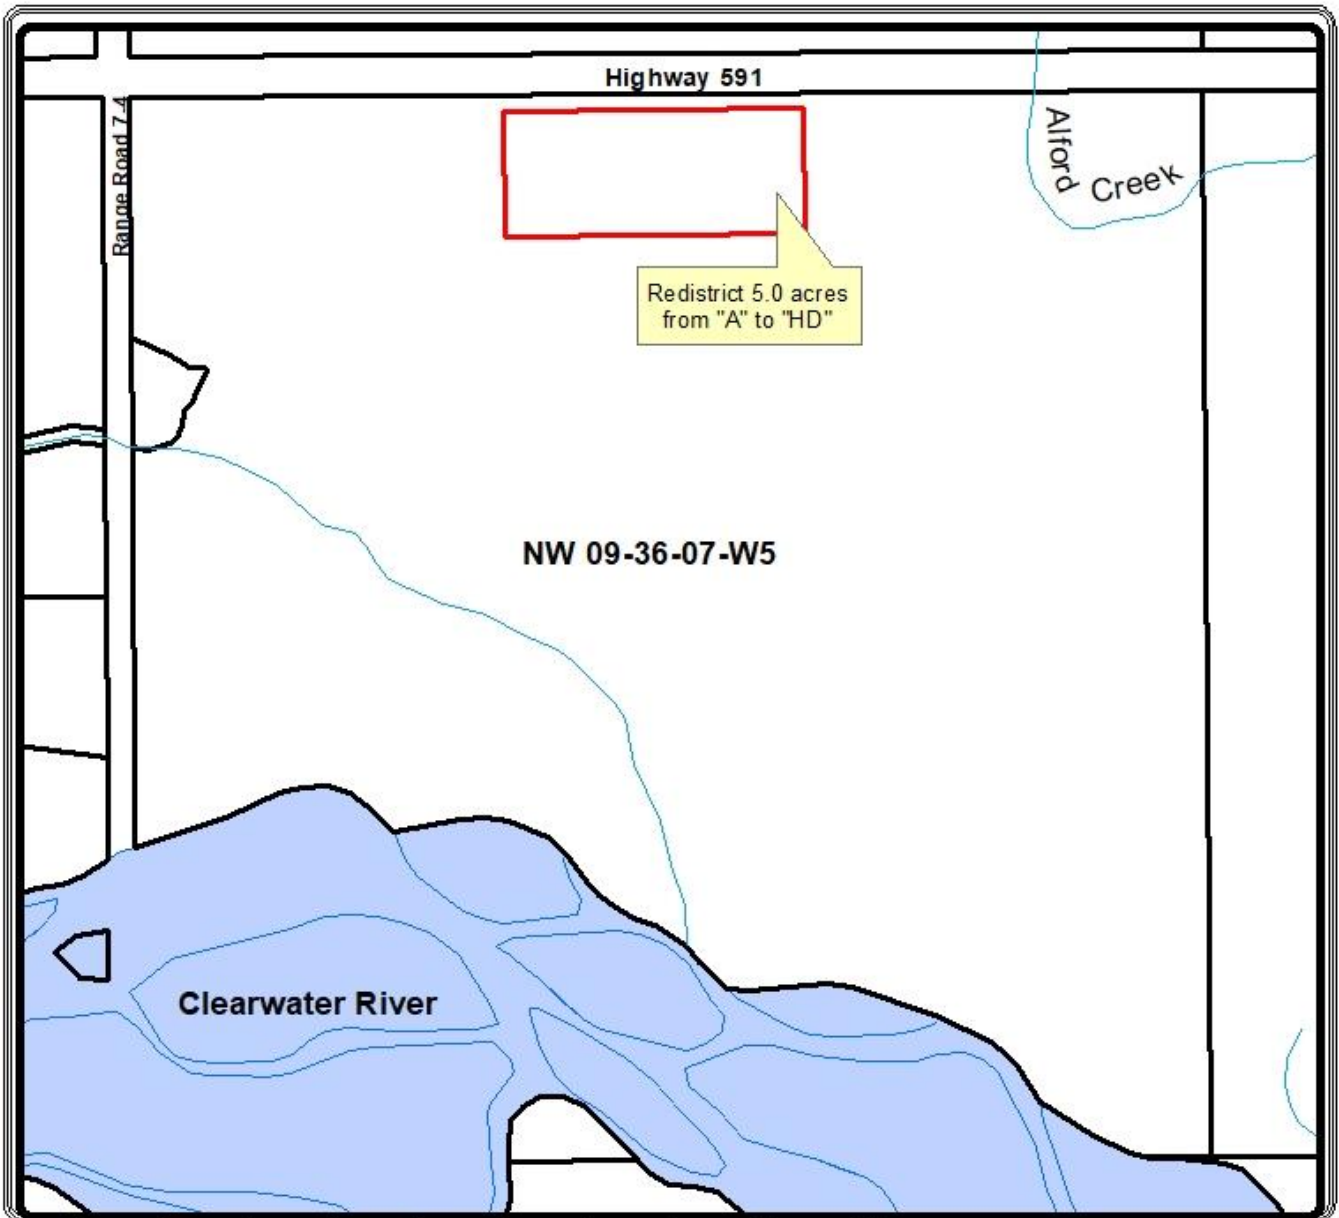 Highway 591
Range Road 7-4
Alford
Creek
Redistrict 5.0 acres
from "A" to "HD"
NW 09-36-07-W5
Clearwater River